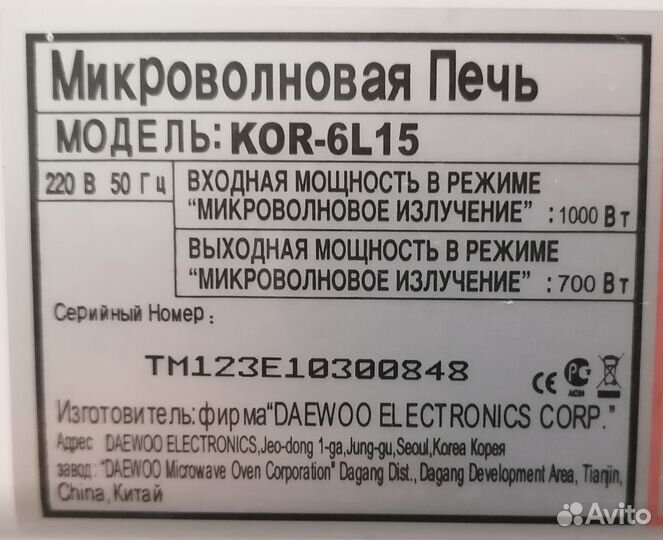 Микроволновая Печь
МОДЕЛЬ: KOR-6L15
220 В 50 Гц
ВХОДНАЯ МОЩНОСТЬ В РЕЖИМЕ
“МИКРОВОЛНОВОЕ ИЗЛУЧЕНИЕ” : 1000 Вт
ВЫХОДНАЯ МОЩНОСТЬ В РЕЖИМЕ
“МИКРОВОЛНОВОЕ ИЗЛУЧЕНИЕ” : 700 Вт
Серийный Номер:
TM123E10300848
CE
Изготовитель:фирма“DAEWOO ELECTRONICS CORP.”
Адрес DAEWOO ELECTRONICS,Jeo-dong 1-ga,Jung-gu,Seoul,Korea Корея
завод: “DAEWOO Microwave Oven Corporation” Dagang Dist., Dagang Development Area, Tianjin,
China,Китай
Avito